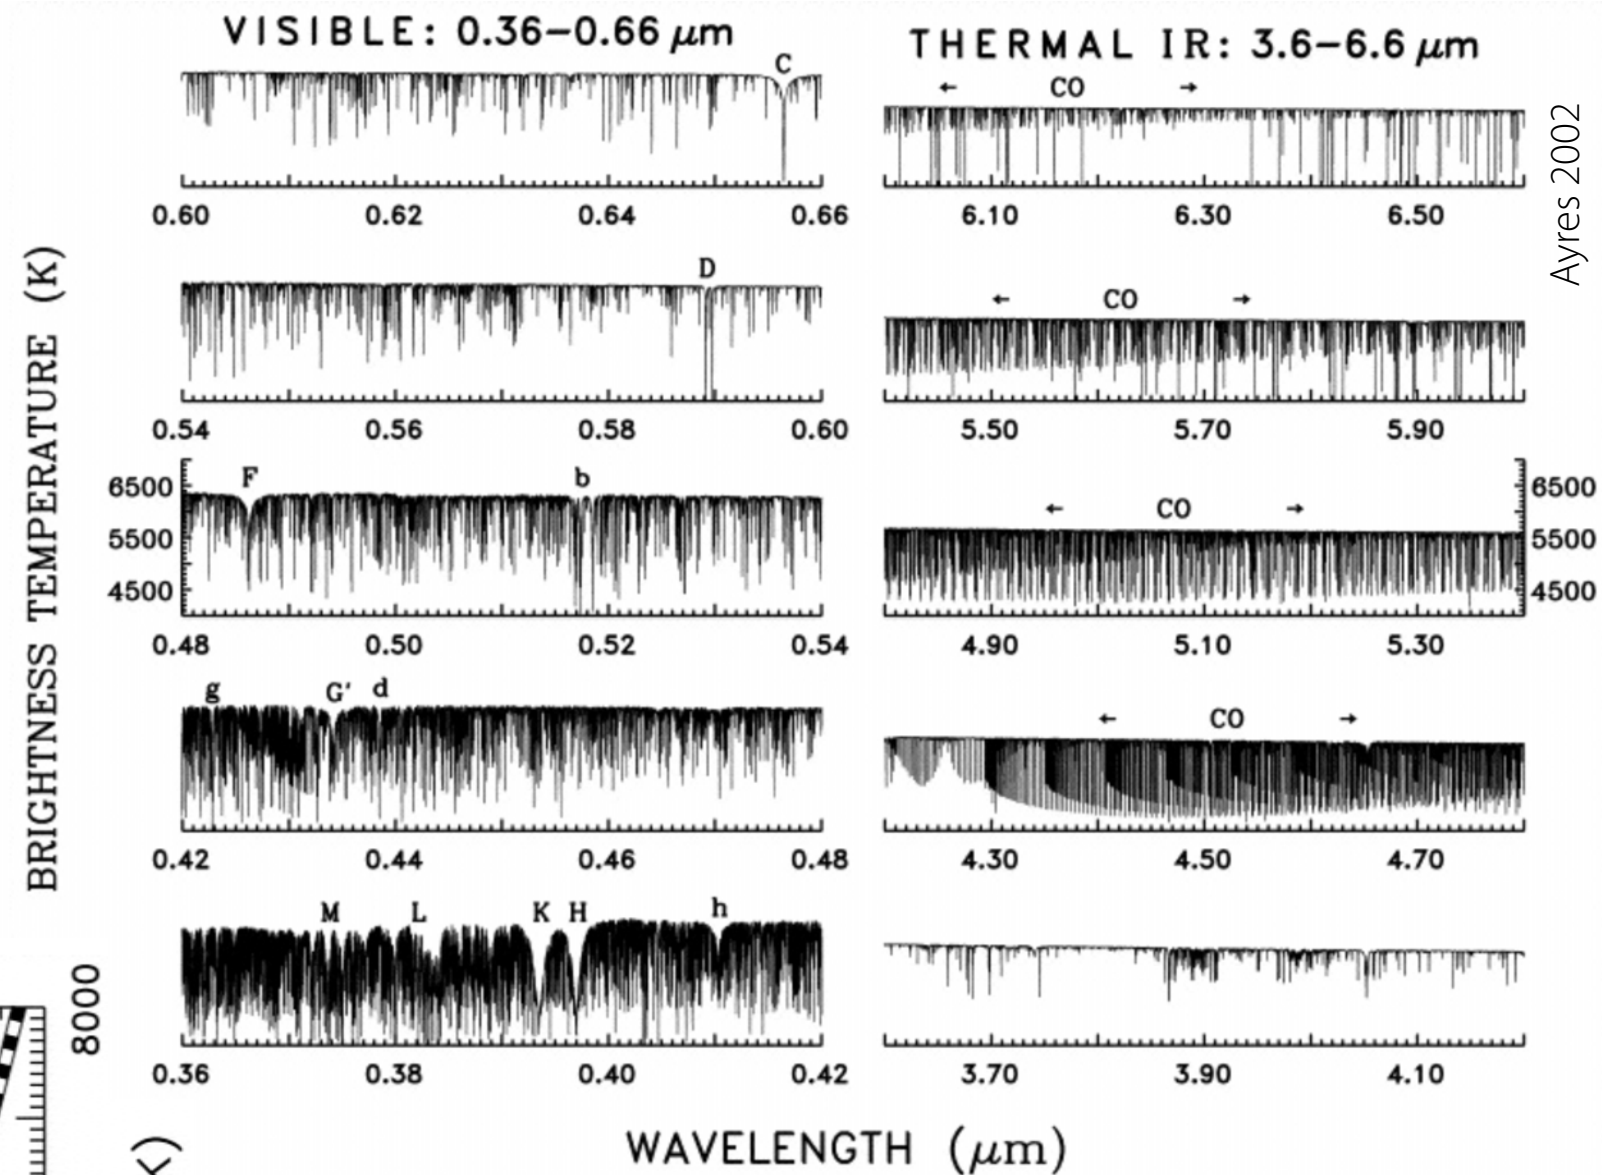 VISIBLE: 0.36–0.66 μm
THERMAL IR: 3.6–6.6 μm
Ayres 2002
BRIGHTNESS TEMPERATURE (K)
C
0.60 0.62 0.64 0.66
← CO →
6.10 6.30 6.50
D
0.54 0.56 0.58 0.60
← CO →
5.50 5.70 5.90
F b
6500
5500
4500
0.48 0.50 0.52 0.54
← CO →
6500
5500
4500
4.90 5.10 5.30
g G' d
0.42 0.44 0.46 0.48
← CO →
4.30 4.50 4.70
M L K H h
0.36 0.38 0.40 0.42
3.70 3.90 4.10
8000
WAVELENGTH (μm)